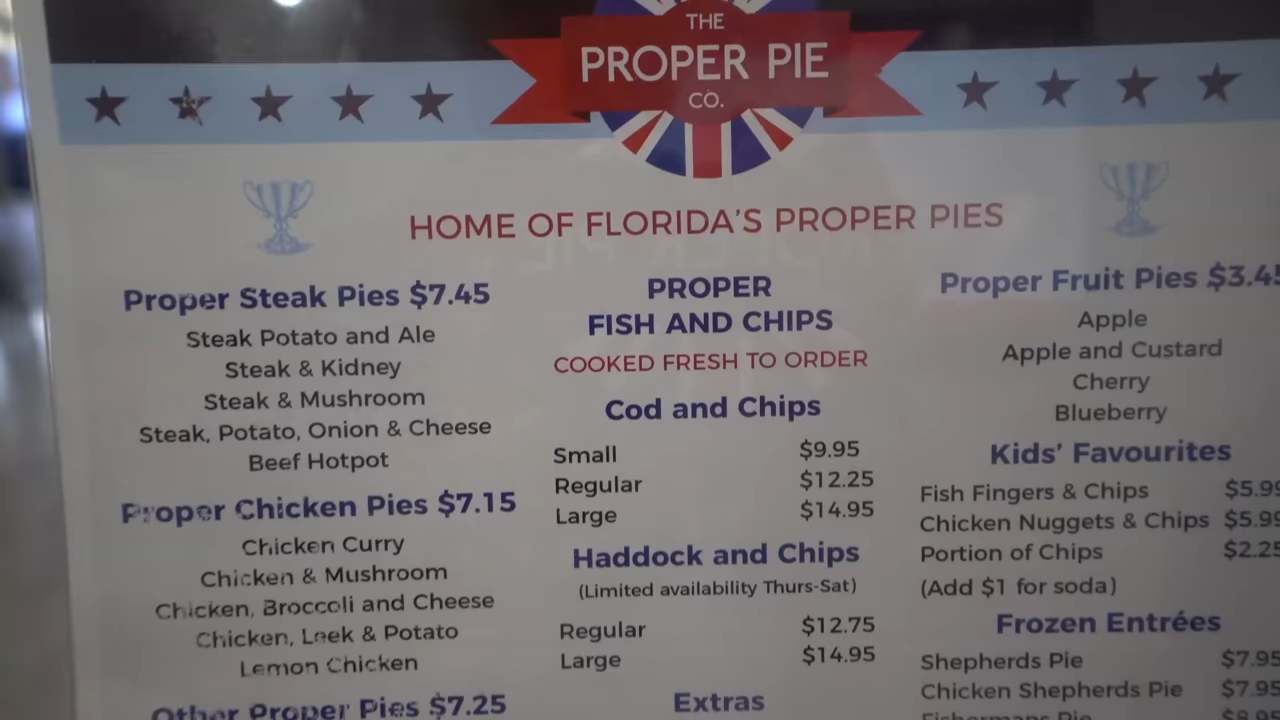 THE
PROPER PIE
CO.
HOME OF FLORIDA'S PROPER PIES
Proper Steak Pies $7.45
Steak Potato and Ale
Steak & Kidney
Steak & Mushroom
Steak, Potato, Onion & Cheese
Beef Hotpot
Proper Chicken Pies $7.15
Chicken Curry
Chicken & Mushroom
Chicken, Broccoli and Cheese
Chicken, Leek & Potato
Lemon Chicken
Other Proper Pies $7.25
PROPER
FISH AND CHIPS
COOKED FRESH TO ORDER
Cod and Chips
Small $9.95
Regular $12.25
Large $14.95
Haddock and Chips
(Limited availability Thurs-Sat)
Regular $12.75
Large $14.95
Extras
Proper Fruit Pies $3.45
Apple
Apple and Custard
Cherry
Blueberry
Kids' Favourites
Fish Fingers & Chips $5.99
Chicken Nuggets & Chips $5.99
Portion of Chips $2.25
(Add $1 for soda)
Frozen Entrées
Shepherds Pie $7.95
Chicken Shepherds Pie $7.95
Fishermans Pie